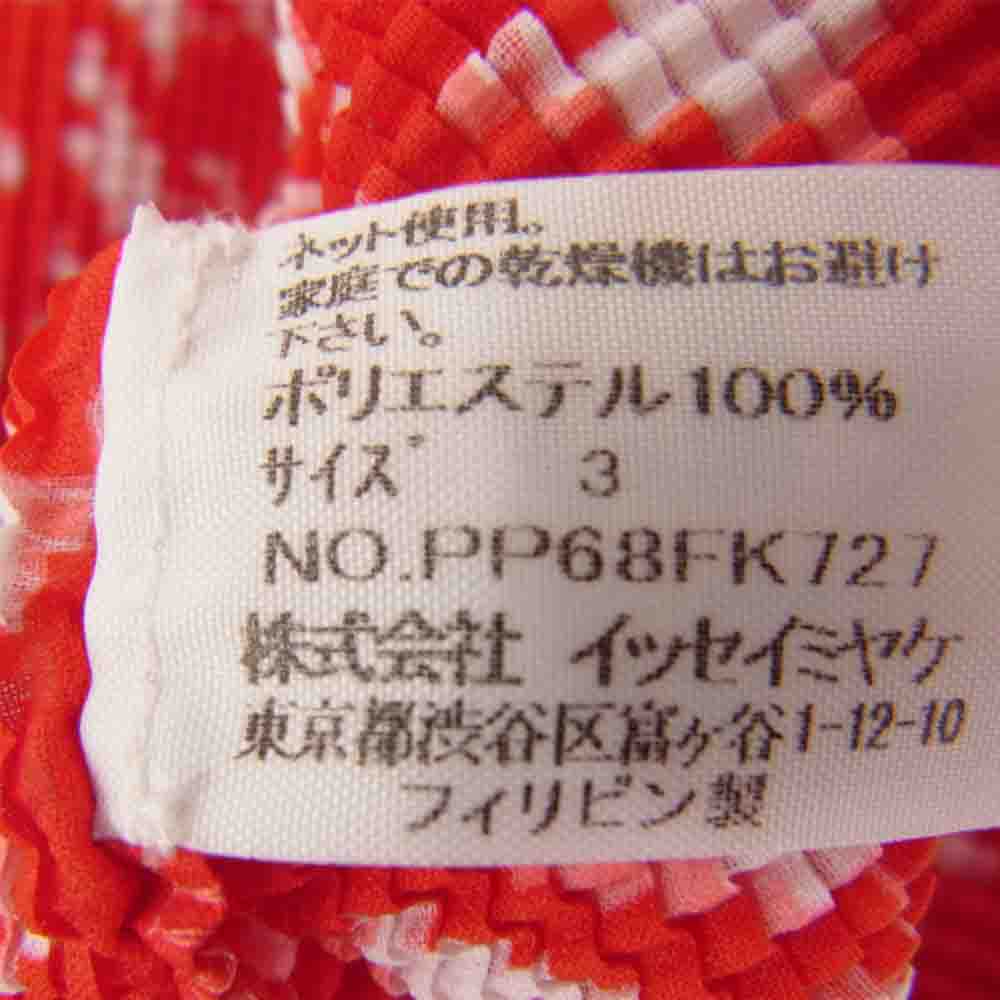 ネット使用。
家庭での乾燥機はお避け
下さい。
ポリエステル100%
サイズ 3
NO.PP68FK727
株式会社 イッセイミヤケ
東京都渋谷区富ヶ谷1-12-10
フィリピン製